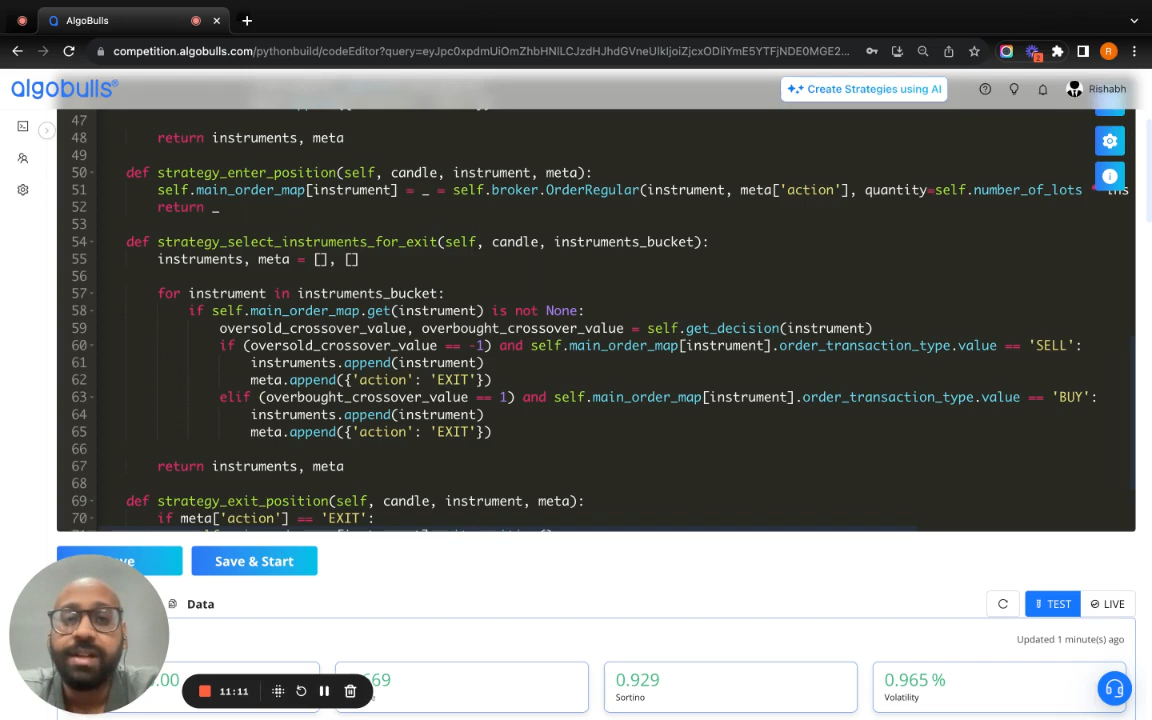 AlgoBulls
competition.algobulls.com/pythonbuild/codeEditor?query=eyJpc0xpdmUiOmZhbHNlLCJzdHJhdGVneUlkIjoiZjcxODliYmE5YTFjNDE0MGE2...
R
2
algobulls®
Create Strategies using AI
Rishabh
47
48 return instruments, meta
49
50 def strategy_enter_position(self, candle, instrument, meta):
51 self.main_order_map[instrument] = _ = self.broker.OrderRegular(instrument, meta['action'], quantity=self.number_of_lots * ins
52 return _
53
54 def strategy_select_instruments_for_exit(self, candle, instruments_bucket):
55 instruments, meta = [], []
56
57 for instrument in instruments_bucket:
58 if self.main_order_map.get(instrument) is not None:
59 oversold_crossover_value, overbought_crossover_value = self.get_decision(instrument)
60 if (oversold_crossover_value == -1) and self.main_order_map[instrument].order_transaction_type.value == 'SELL':
61 instruments.append(instrument)
62 meta.append({'action': 'EXIT'})
63 elif (overbought_crossover_value == 1) and self.main_order_map[instrument].order_transaction_type.value == 'BUY':
64 instruments.append(instrument)
65 meta.append({'action': 'EXIT'})
66
67 return instruments, meta
68
69 def strategy_exit_position(self, candle, instrument, meta):
70 if meta['action'] == 'EXIT':
Save & Start
Data
TEST
LIVE
Updated 1 minute(s) ago
0.929
0.965 %
Sortino
Volatility
11:11